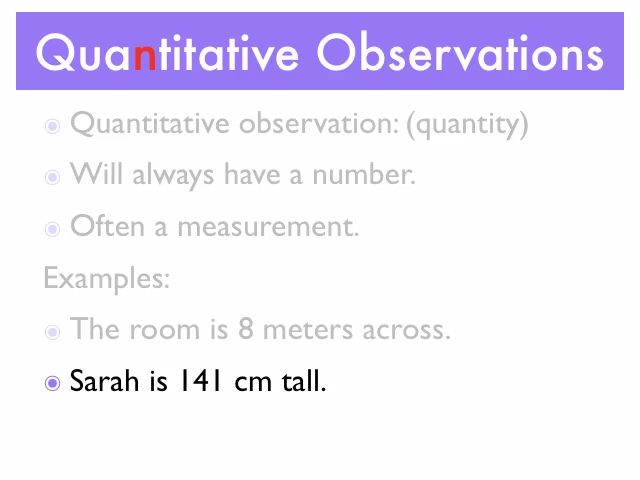 Quantitative Observations
Quantitative observation: (quantity)
Will always have a number.
Often a measurement.
Examples:
The room is 8 meters across.
Sarah is 141 cm tall.